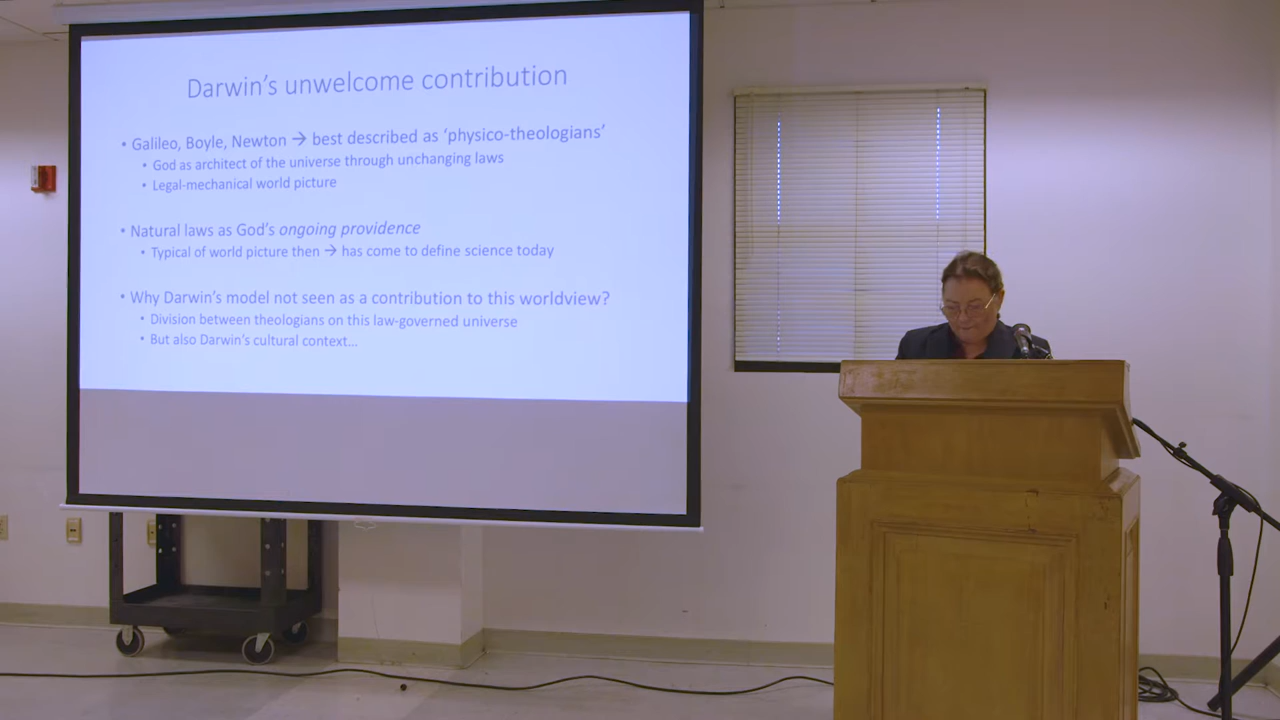 Darwin's unwelcome contribution
• Galileo, Boyle, Newton → best described as 'physico-theologians'
• God as architect of the universe through unchanging laws
• Legal-mechanical world picture
• Natural laws as God's ongoing providence
• Typical of world picture then → has come to define science today
• Why Darwin's model not seen as a contribution to this worldview?
• Division between theologians on this law-governed universe
• But also Darwin's cultural context…